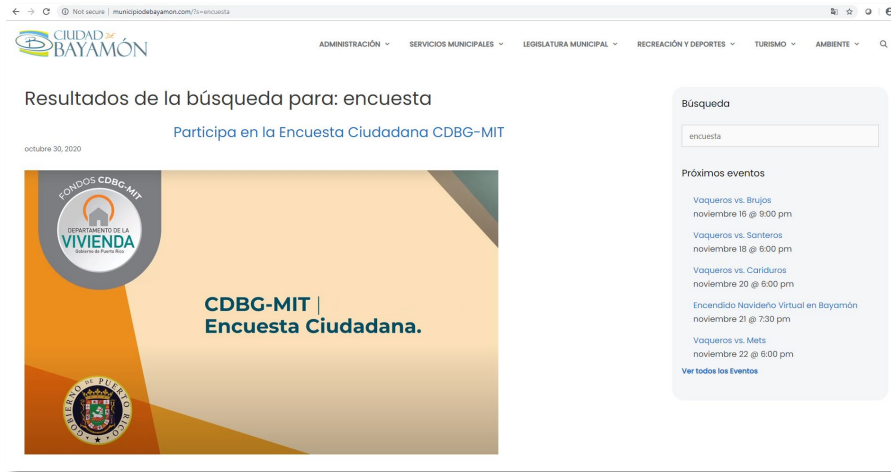 Not secure | municipiodebayamon.com/?s=encuesta
CIUDAD
BAYAMÓN
ADMINISTRACIÓN
SERVICIOS MUNICIPALES
LEGISLATURA MUNICIPAL
RECREACIÓN Y DEPORTES
TURISMO
AMBIENTE
Resultados de la búsqueda para: encuesta
Participa en la Encuesta Ciudadana CDBG-MIT
octubre 30, 2020
FONDOS CDBG-MIT
DEPARTAMENTO DE LA
VIVIENDA
Gobierno de Puerto Rico
CDBG-MIT |
Encuesta Ciudadana.
GOBIERNO DE PUERTO RICO
Búsqueda
encuesta
Próximos eventos
Vaqueros vs. Brujos
noviembre 16 @ 9:00 pm
Vaqueros vs. Santeros
noviembre 18 @ 6:00 pm
Vaqueros vs. Cariduros
noviembre 20 @ 6:00 pm
Encendido Navideño Virtual en Bayamón
noviembre 21 @ 7:30 pm
Vaqueros vs. Mets
noviembre 22 @ 6:00 pm
Ver todos los Eventos